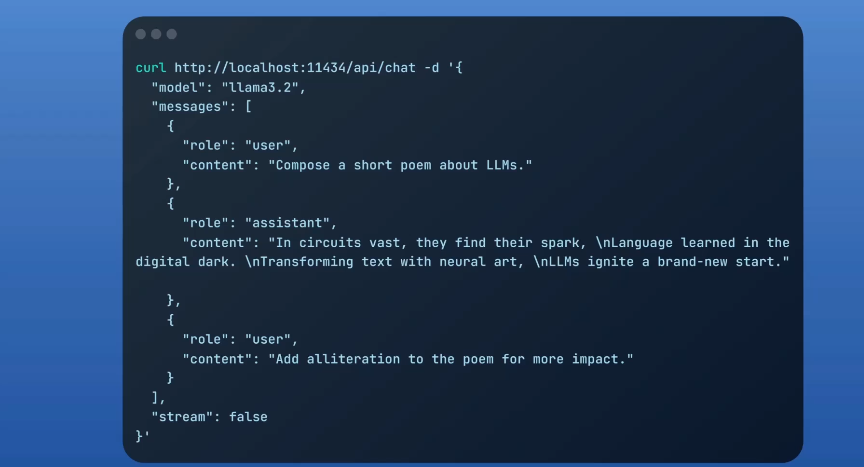 curl http://localhost:11434/api/chat -d '{
  "model": "llama3.2",
  "messages": [
    {
      "role": "user",
      "content": "Compose a short poem about LLMs."
    },
    {
      "role": "assistant",
      "content": "In circuits vast, they find their spark, \nLanguage learned in the
digital dark. \nTransforming text with neural art, \nLLMs ignite a brand-new start."
    },
    {
      "role": "user",
      "content": "Add alliteration to the poem for more impact."
    }
  ],
  "stream": false
}'